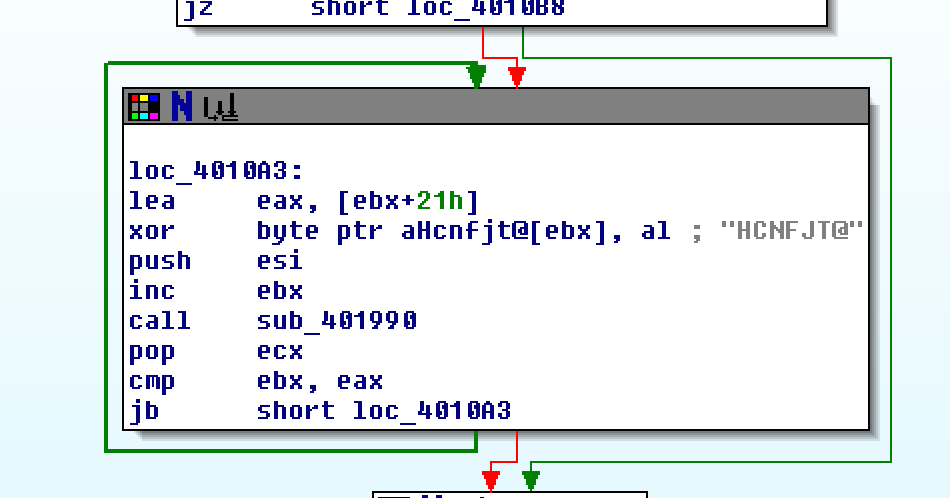 jz short loc_4010B8
loc_4010A3:
lea eax, [ebx+21h]
xor byte ptr aHcnfjt@[ebx], al ; "HCNFJT@"
push esi
inc ebx
call sub_401990
pop ecx
cmp ebx, eax
jb short loc_4010A3